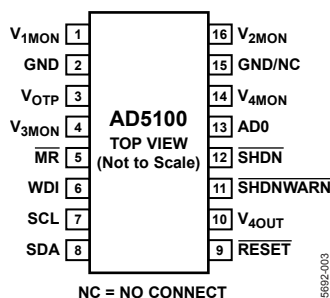 V1MON 1 16 V2MON
GND 2 15 GND/NC
VOTP 3 14 V4MON
V3MON 4 13 AD0
AD5100
TOP VIEW
(Not to Scale)
MR 5 12 SHDN
WDI 6 11 SHDNWARN
SCL 7 10 V4OUT
SDA 8 9 RESET
NC = NO CONNECT
5692-003